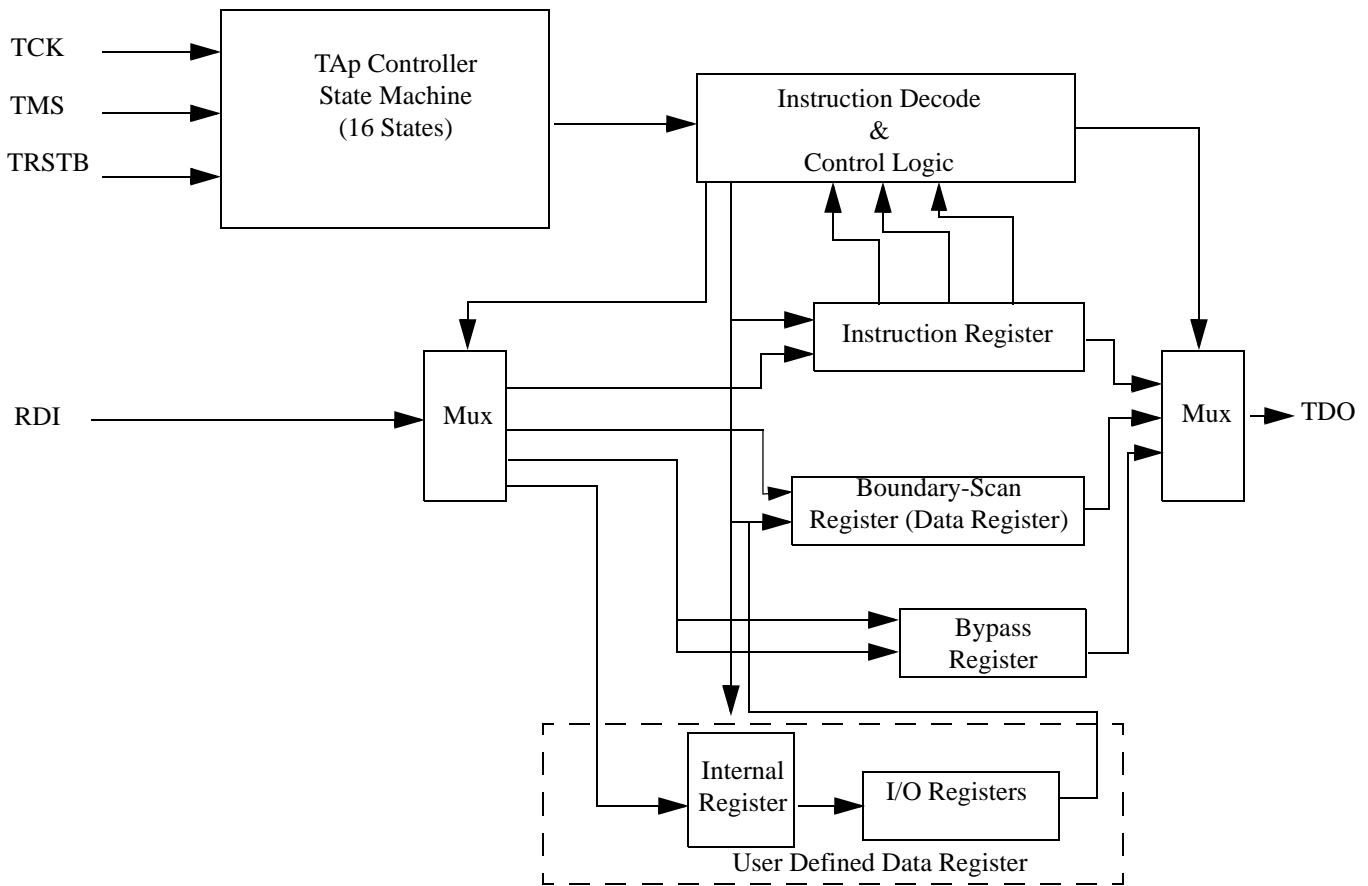 TCK
TMS
TRSTB
TAp Controller
State Machine
(16 States)
Instruction Decode
&
Control Logic
Instruction Register
RDI
Mux
Mux
TDO
Boundary-Scan
Register (Data Register)
Bypass
Register
Internal
Register
I/O Registers
User Defined Data Register